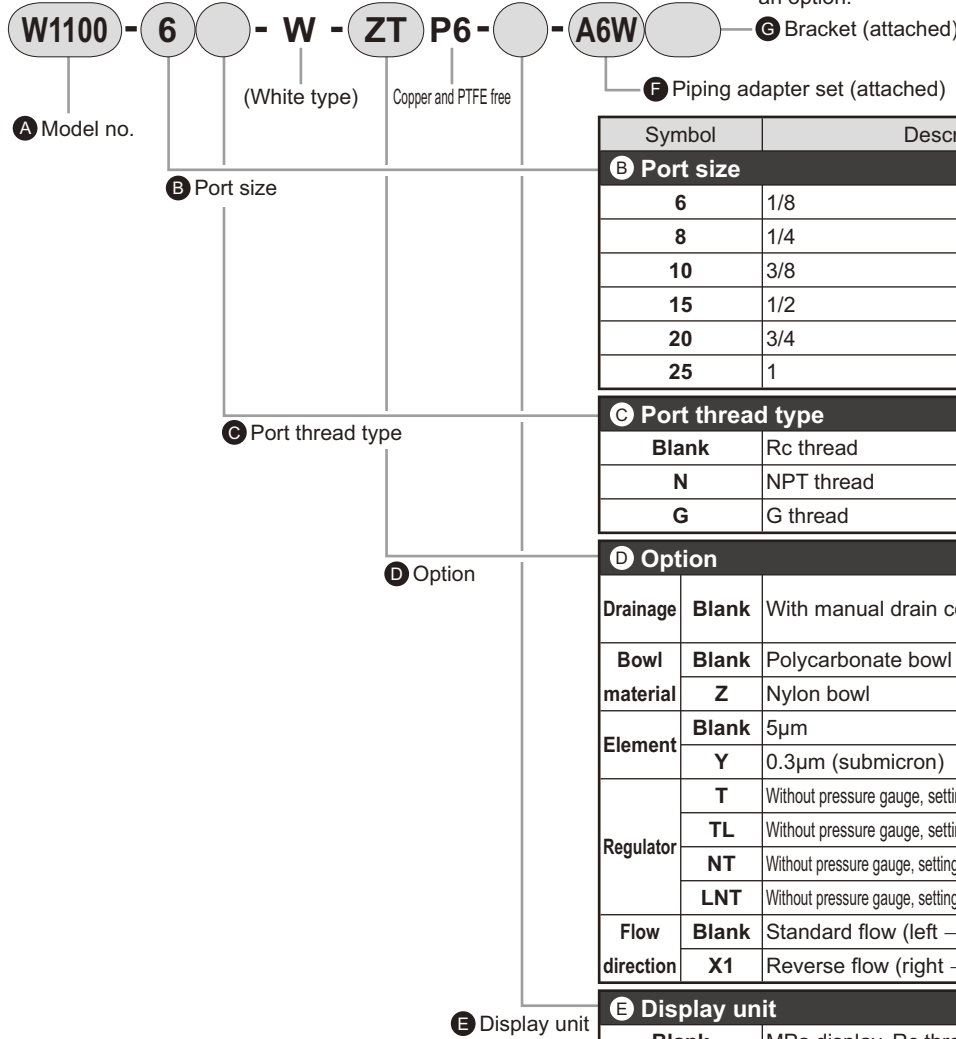 an option.
W1100 - 6 - W - ZT P6 - - A6W
G Bracket (attached)
(White type)
Copper and PTFE free
F Piping adapter set (attached)
A Model no.
B Port size
Symbol
B Port size
6 1/8
8 1/4
10 3/8
15 1/2
20 3/4
25 1
C Port thread type
C Port thread type
Blank Rc thread
N NPT thread
G G thread
D Option
D Option
Drainage Blank With manual drain
Bowl material Blank Polycarbonate bowl
Z Nylon bowl
Element Blank 5μm
Y 0.3μm (submicron)
Regulator T Without pressure gauge,
TL Without pressure gauge,
NT Without pressure gauge, setting
LNT Without pressure gauge, setting
Flow direction Blank Standard flow (left
X1 Reverse flow (right
E Display unit
E Display unit